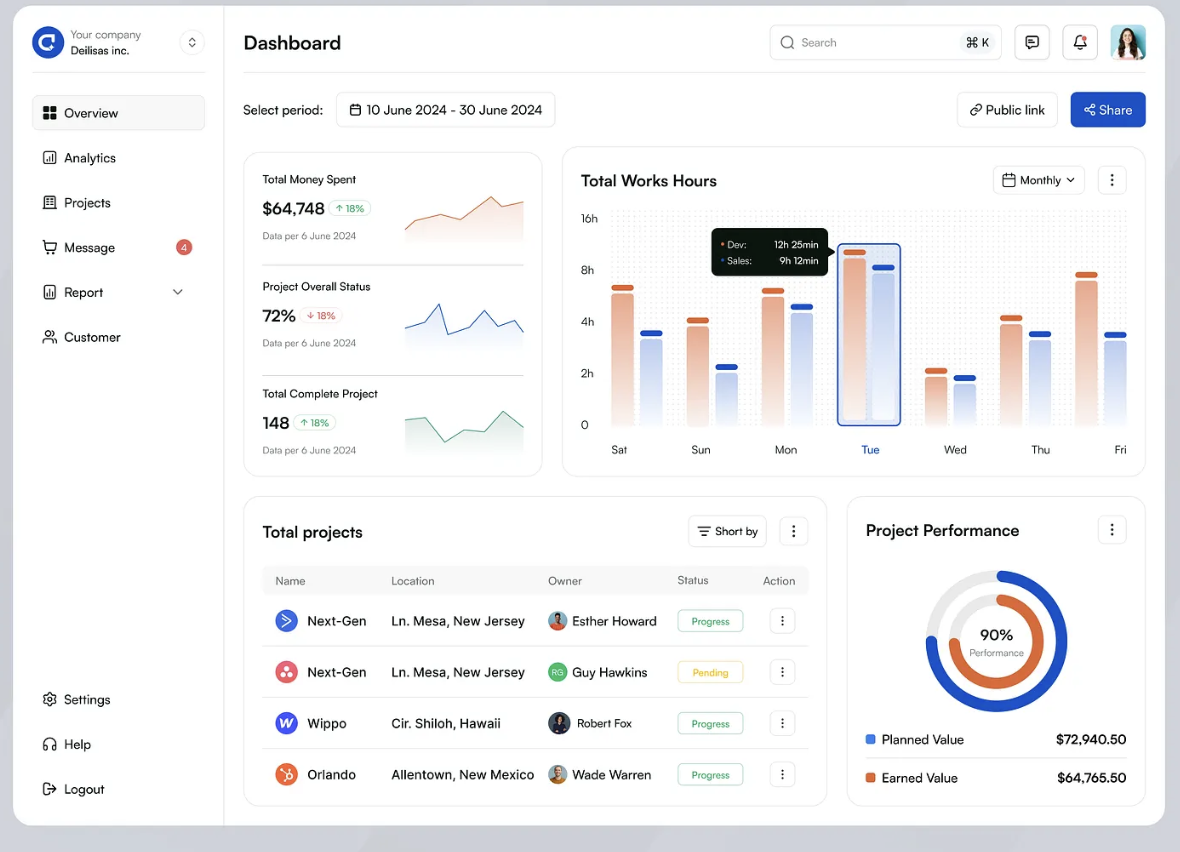 Your company
Deilisas inc.
Dashboard
Search
⌘ K
Overview
Analytics
Projects
Message
4
Report
Customer
Settings
Help
Logout
Select period:
10 June 2024 - 30 June 2024
Public link
Share
Total Money Spent
$64,748
↑ 18%
Data per 6 June 2024
Project Overall Status
72%
↓ 18%
Data per 6 June 2024
Total Complete Project
148
↑ 18%
Data per 6 June 2024
Total Works Hours
Monthly
16h
8h
4h
2h
0
Dev: 12h 25min
Sales: 9h 12min
Sat Sun Mon Tue Wed Thu Fri
Total projects
Short by
Name Location Owner Status Action
Next-Gen Ln. Mesa, New Jersey Esther Howard Progress
Next-Gen Ln. Mesa, New Jersey RG Guy Hawkins Pending
W Wippo Cir. Shiloh, Hawaii Robert Fox Progress
Orlando Allentown, New Mexico Wade Warren Progress
Project Performance
90%
Performance
Planned Value $72,940.50
Earned Value $64,765.50